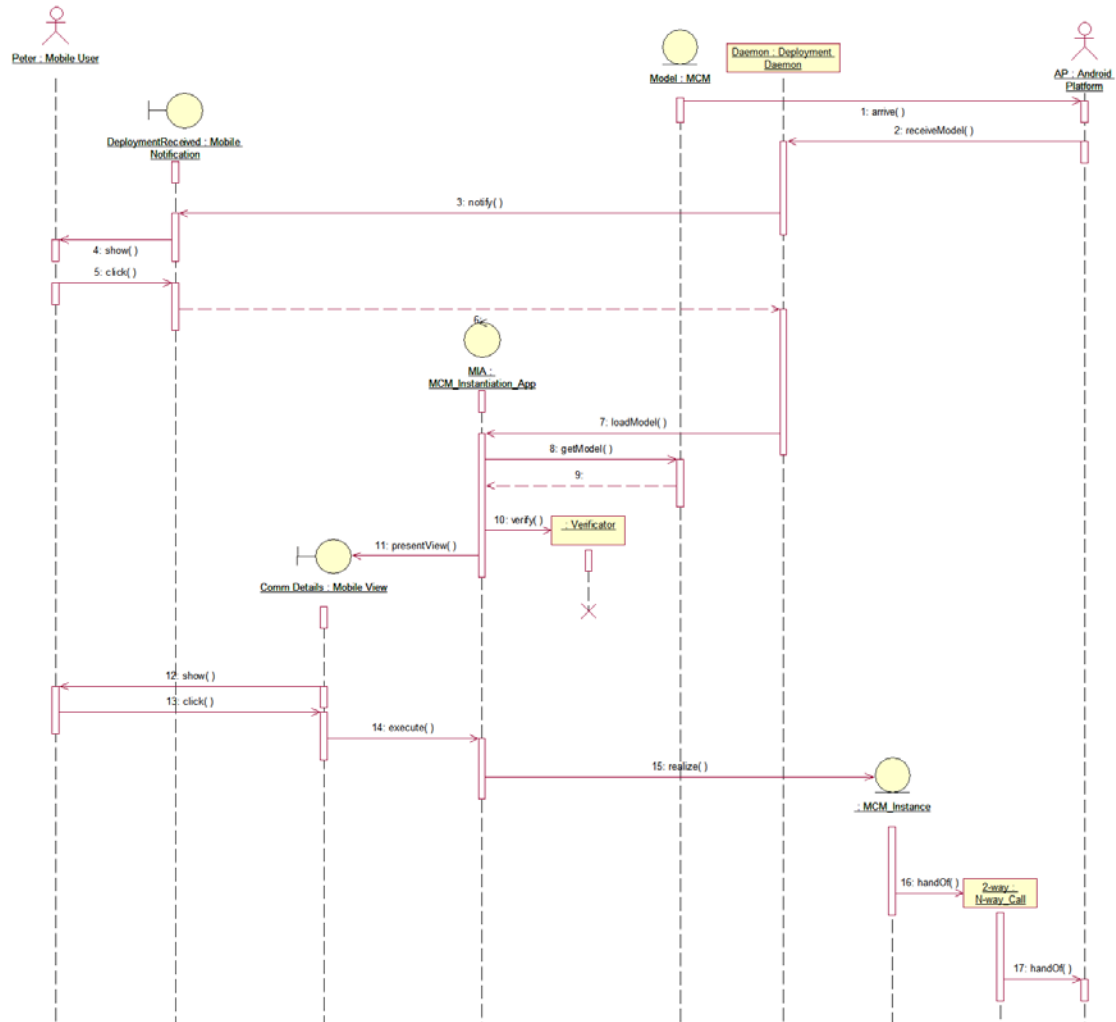 Peter : Mobile User
Model : MCM
Daemon : Deployment
Daemon
AP : Android
Platform
1: arrive( )
DeploymentReceived : Mobile
Notification
2: receiveModel( )
3: notify( )
4: show( )
5: click( )
6:
MIA :
MCM_Instantiation_App
7: loadModel( )
8: getModel( )
9:
10: verify( )
: Verificator
11: presentView( )
Comm Details : Mobile View
12: show( )
13: click( )
14: execute( )
15: realize( )
: MCM_Instance
16: handOf( )
2-way :
N-way_Call
17: handOf( )